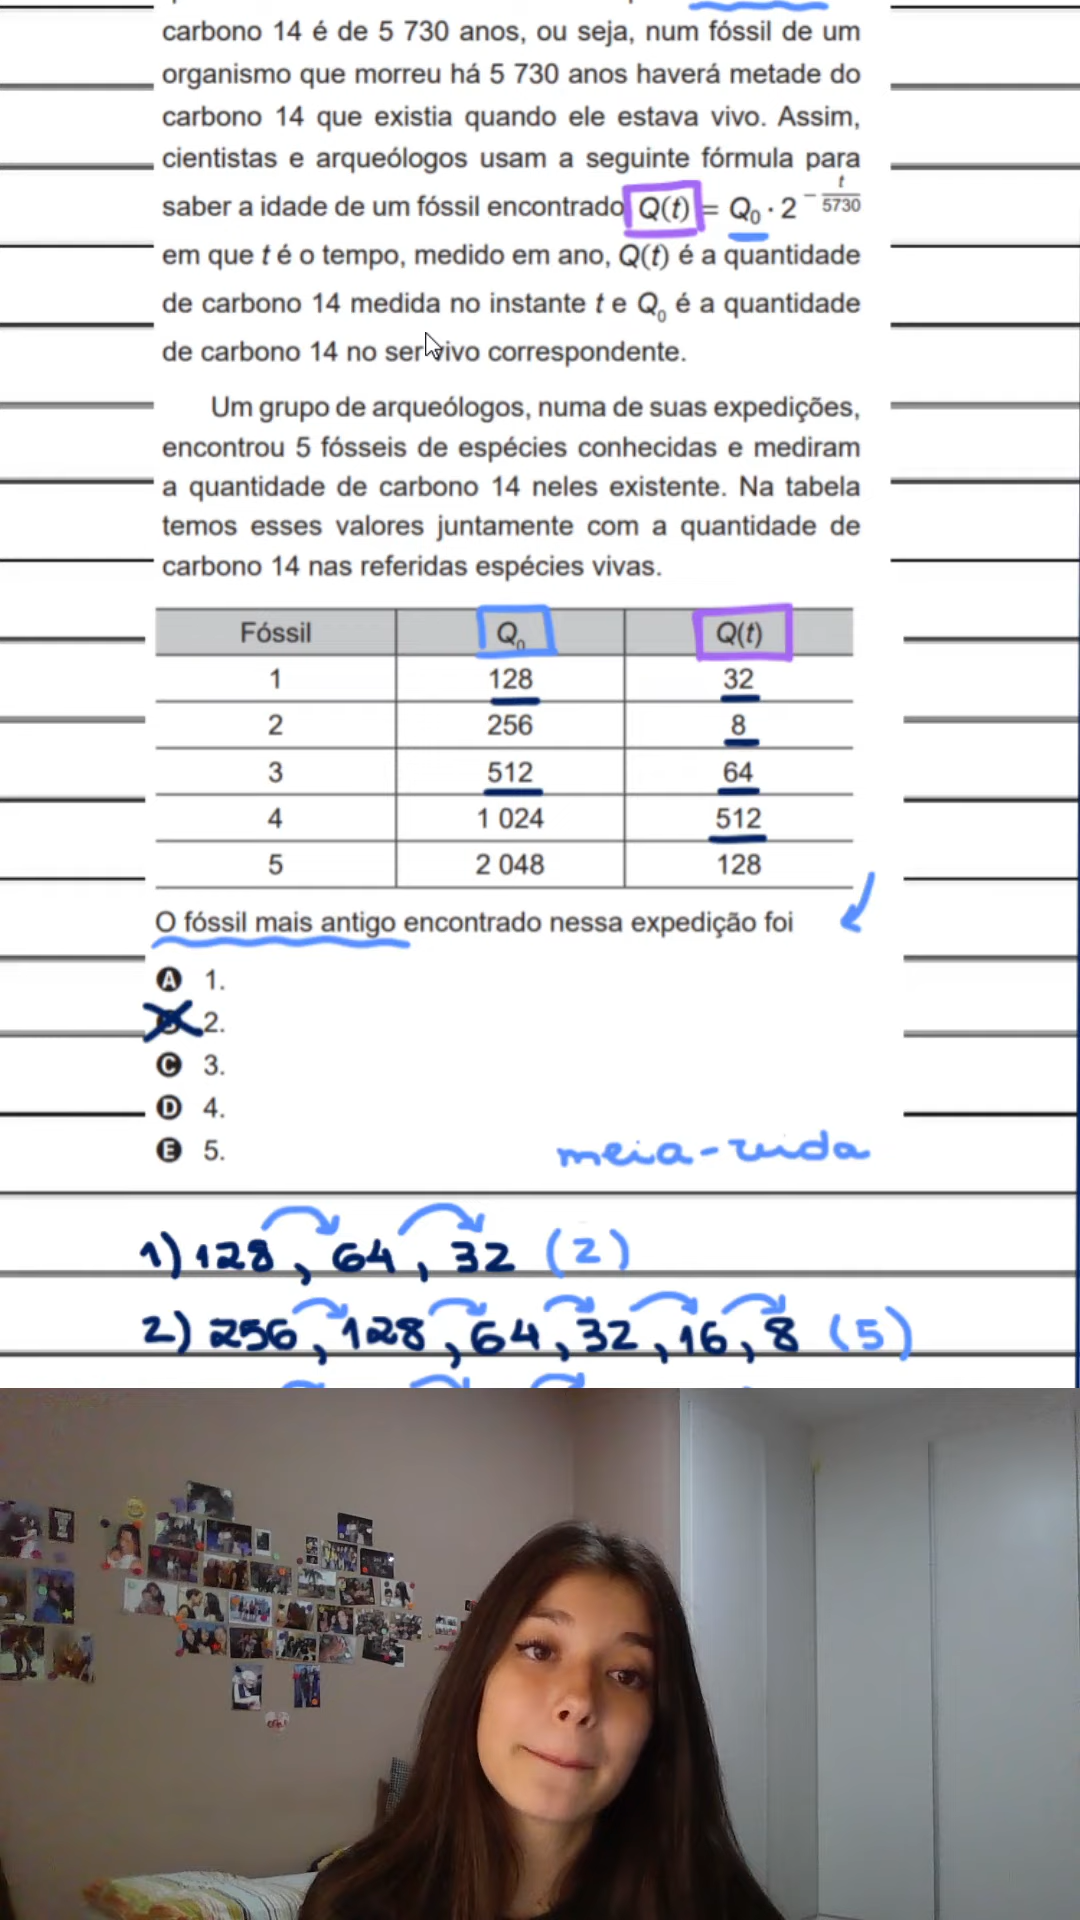 carbono 14 é de 5 730 anos, ou seja, num fóssil de um
organismo que morreu há 5 730 anos haverá metade do
carbono 14 que existia quando ele estava vivo. Assim,
cientistas e arqueólogos usam a seguinte fórmula para
saber a idade de um fóssil encontrado Q(t) = Q₀ · 2^(-t/5730)
em que t é o tempo, medido em ano, Q(t) é a quantidade
de carbono 14 medida no instante t e Q₀ é a quantidade
de carbono 14 no ser vivo correspondente.
Um grupo de arqueólogos, numa de suas expedições,
encontrou 5 fósseis de espécies conhecidas e mediram
a quantidade de carbono 14 neles existente. Na tabela
temos esses valores juntamente com a quantidade de
carbono 14 nas referidas espécies vivas.
Fóssil Q₀ Q(t)
1 128 32
2 256 8
3 512 64
4 1 024 512
5 2 048 128
O fóssil mais antigo encontrado nessa expedição foi
A 1.
2.
C 3.
D 4.
E 5.
meia-vida
1) 128, 64, 32 (2)
2) 256, 128, 64, 32, 16, 8 (5)